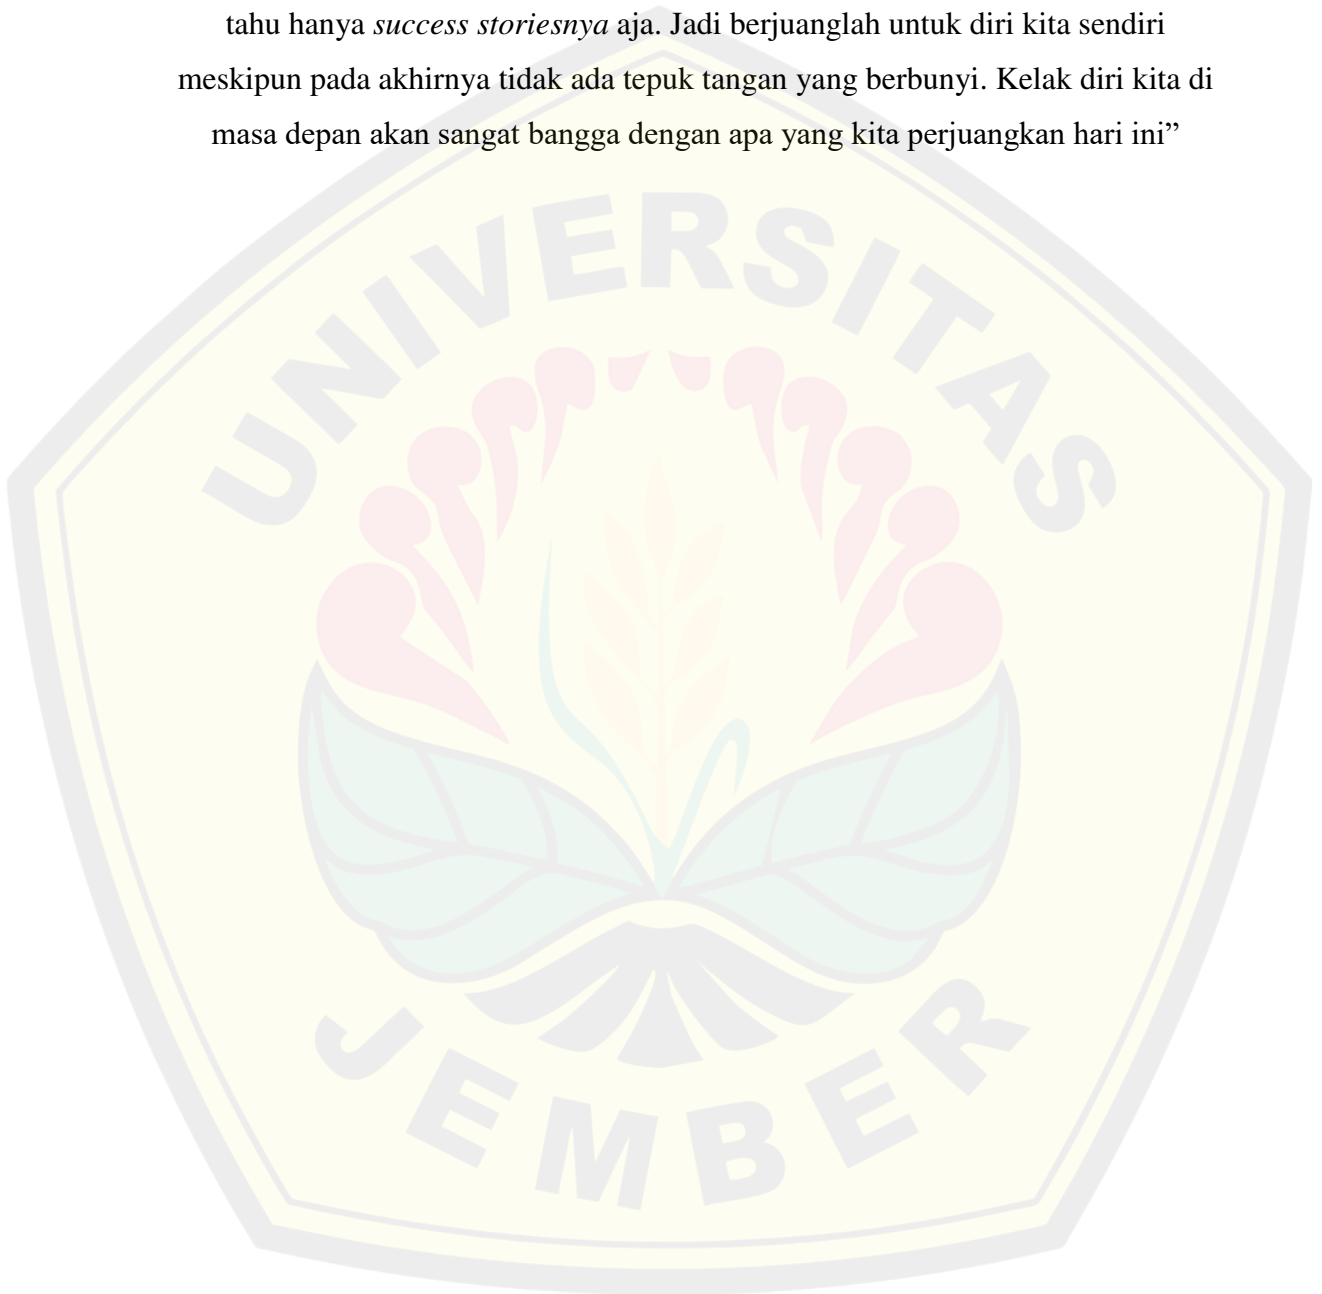 tahu hanya success storiesnya aja. Jadi berjuanglah untuk diri kita sendiri
meskipun pada akhirnya tidak ada tepuk tangan yang berbunyi. Kelak diri kita di
masa depan akan sangat bangga dengan apa yang kita perjuangkan hari ini”
UNIVERSITAS
JEMBER